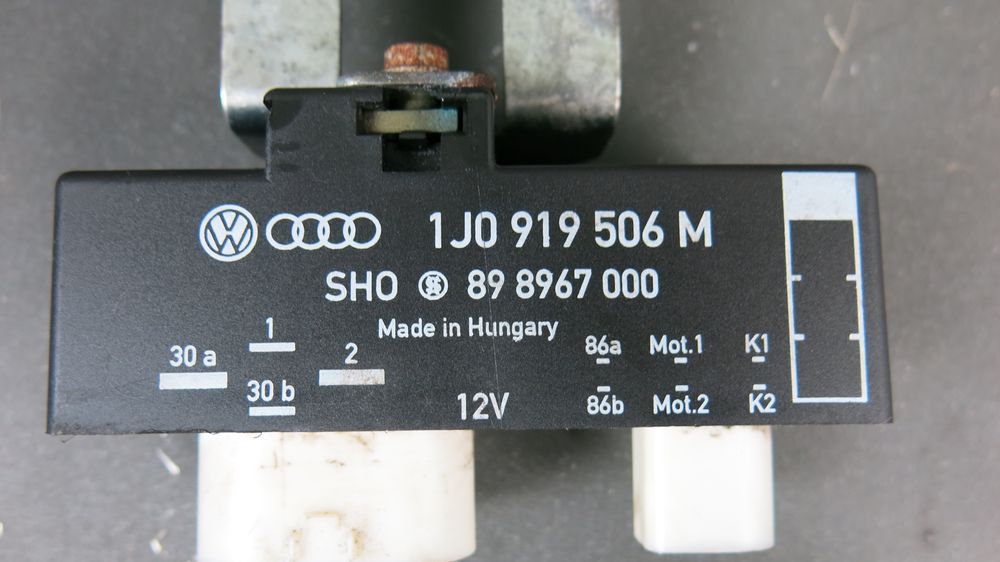 1J0 919 506 M
SHO 89 8967 000
Made in Hungary
1
30 a
2
30 b
12V
86a Mot.1 K1
86b Mot.2 K2